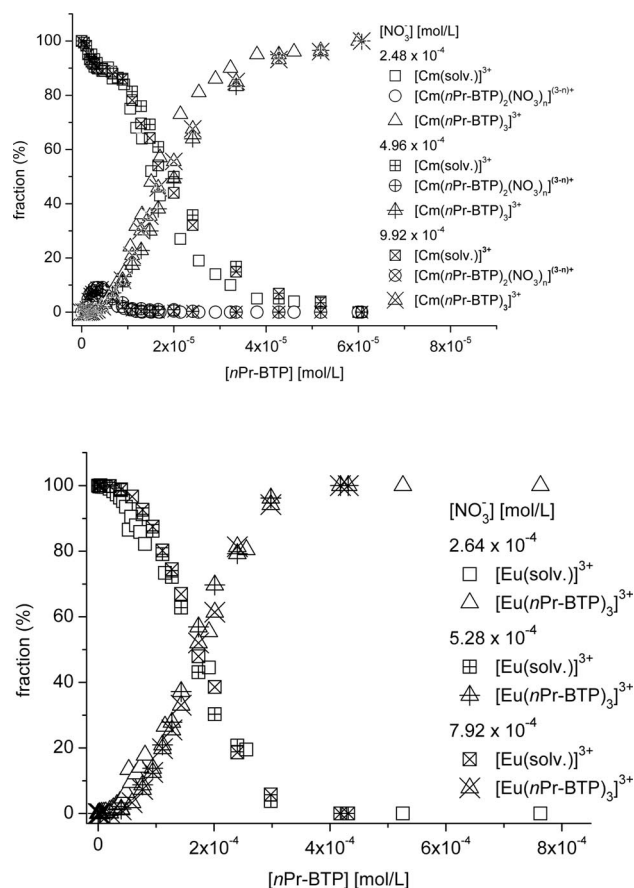 [NO₃⁻] [mol/L]
2.48 x 10⁻⁴
[Cm(solv.)]³⁺
[Cm(nPr-BTP)₂(NO₃)ₙ]⁽³⁻ⁿ⁾⁺
[Cm(nPr-BTP)₃]³⁺
4.96 x 10⁻⁴
[Cm(solv.)]³⁺
[Cm(nPr-BTP)₂(NO₃)ₙ]⁽³⁻ⁿ⁾⁺
[Cm(nPr-BTP)₃]³⁺
9.92 x 10⁻⁴
[Cm(solv.)]³⁺
[Cm(nPr-BTP)₂(NO₃)ₙ]⁽³⁻ⁿ⁾⁺
[Cm(nPr-BTP)₃]³⁺
fraction (%)
100
80
60
40
20
0
0 2x10⁻⁵ 4x10⁻⁵ 6x10⁻⁵ 8x10⁻⁵
[nPr-BTP] [mol/L]
[NO₃⁻] [mol/L]
2.64 x 10⁻⁴
[Eu(solv.)]³⁺
[Eu(nPr-BTP)₃]³⁺
5.28 x 10⁻⁴
[Eu(solv.)]³⁺
[Eu(nPr-BTP)₃]³⁺
7.92 x 10⁻⁴
[Eu(solv.)]³⁺
[Eu(nPr-BTP)₃]³⁺
fraction (%)
100
80
60
40
20
0
0 2x10⁻⁴ 4x10⁻⁴ 6x10⁻⁴ 8x10⁻⁴
[nPr-BTP] [mol/L]